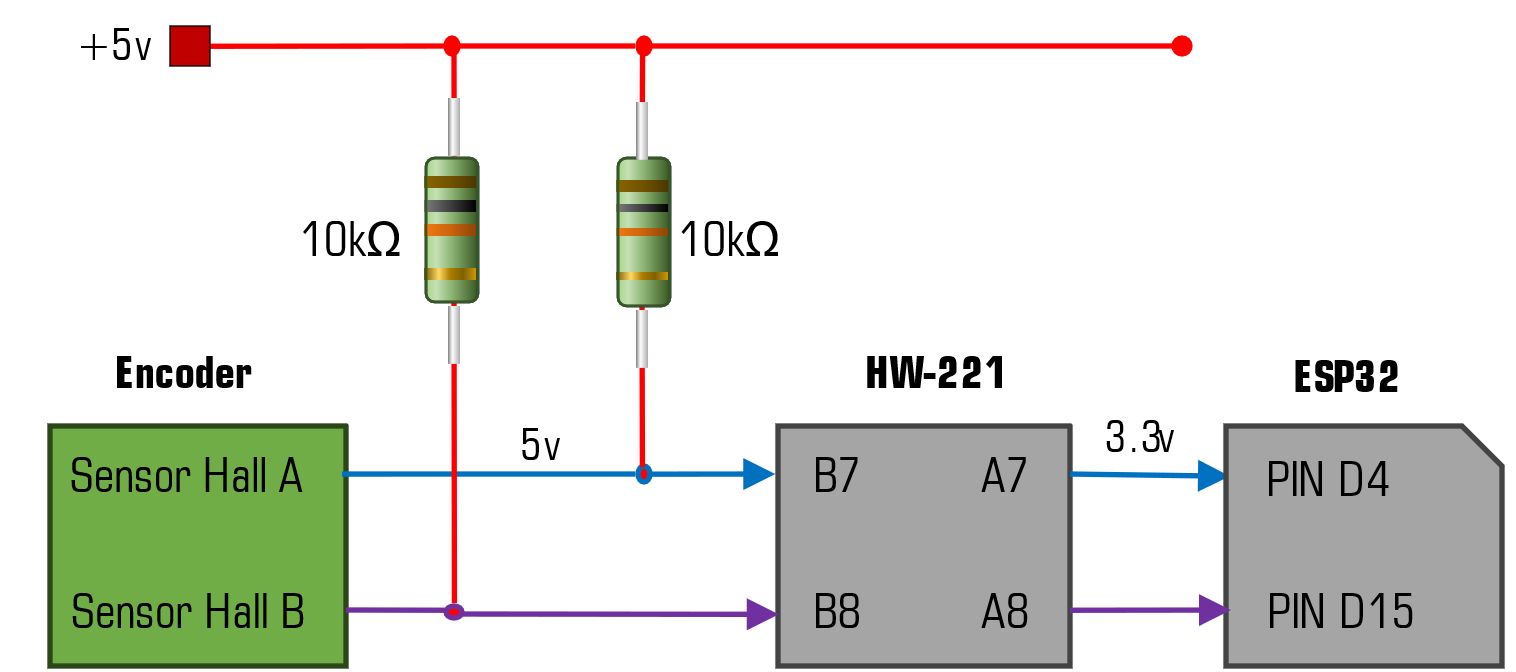 +5v
10kΩ
10kΩ
Encoder
HW-221
ESP32
5v
3.3v
Sensor Hall A
B7
A7
PIN D4
Sensor Hall B
B8
A8
PIN D15